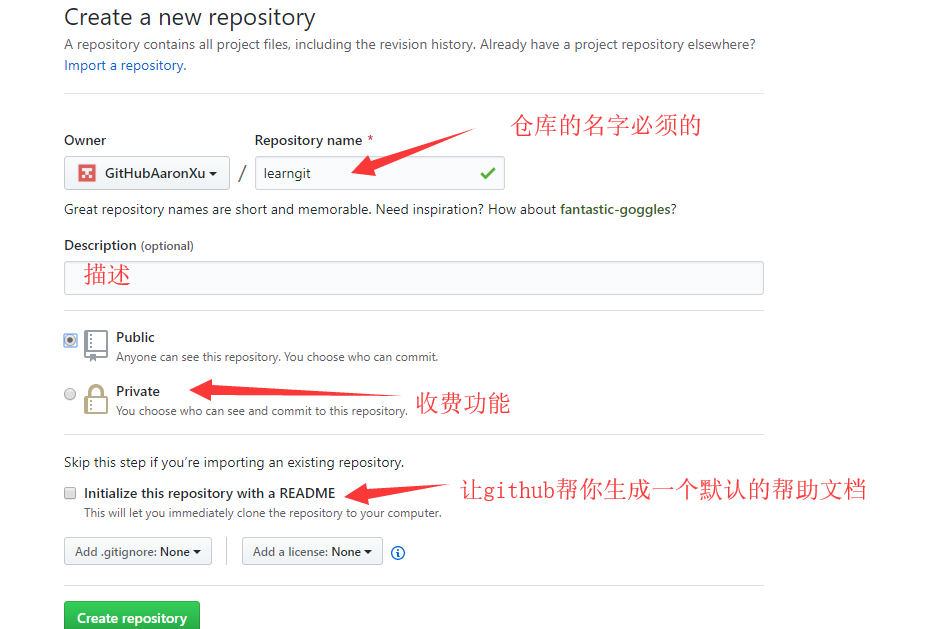 Create a new repository
A repository contains all project files, including the revision history. Already have a project repository elsewhere?
Import a repository.
仓库的名字必须的
Owner
Repository name *
GitHubAaronXu
/
learngit
Great repository names are short and memorable. Need inspiration? How about fantastic-goggles?
Description (optional)
描述
Public
Anyone can see this repository. You choose who can commit.
Private
You choose who can see and commit to this repository.
收费功能
Skip this step if you're importing an existing repository.
Initialize this repository with a README
让github帮你生成一个默认的帮助文档
This will let you immediately clone the repository to your computer.
Add .gitignore: None
Add a license: None
Create repository